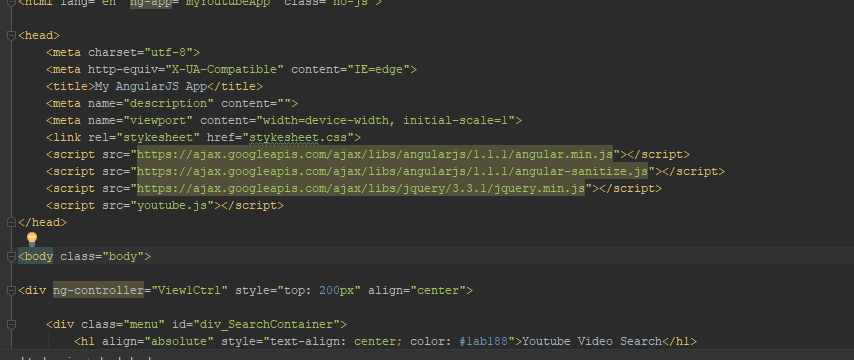 <html lang="en" ng-app="myYoutubeApp" class="no-js">
<head>
<meta charset="utf-8">
<meta http-equiv="X-UA-Compatible" content="IE=edge">
<title>My AngularJS App</title>
<meta name="description" content="">
<meta name="viewport" content="width=device-width, initial-scale=1">
<link rel="stykesheet" href="stykesheet.css">
<script src="https://ajax.googleapis.com/ajax/libs/angularjs/1.1.1/angular.min.js"></script>
<script src="https://ajax.googleapis.com/ajax/libs/angularjs/1.1.1/angular-sanitize.js"></script>
<script src="https://ajax.googleapis.com/ajax/libs/jquery/3.3.1/jquery.min.js"></script>
<script src="youtube.js"></script>
</head>
<body class="body">
<div ng-controller="View1Ctrl" style="top: 200px" align="center">
<div class="menu" id="div_SearchContainer">
<h1 align="absolute" style="text-align: center; color: #1ab188">Youtube Video Search</h1>